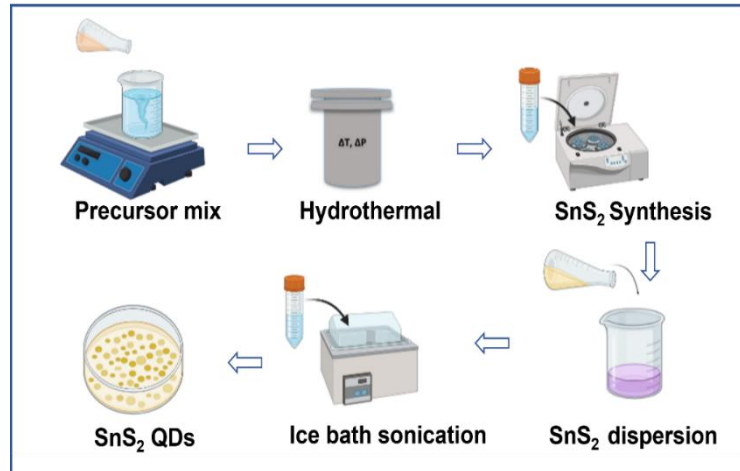 ΔT, ΔP
Precursor mix
Hydrothermal
SnS₂ Synthesis
SnS₂ QDs
Ice bath sonication
SnS₂ dispersion